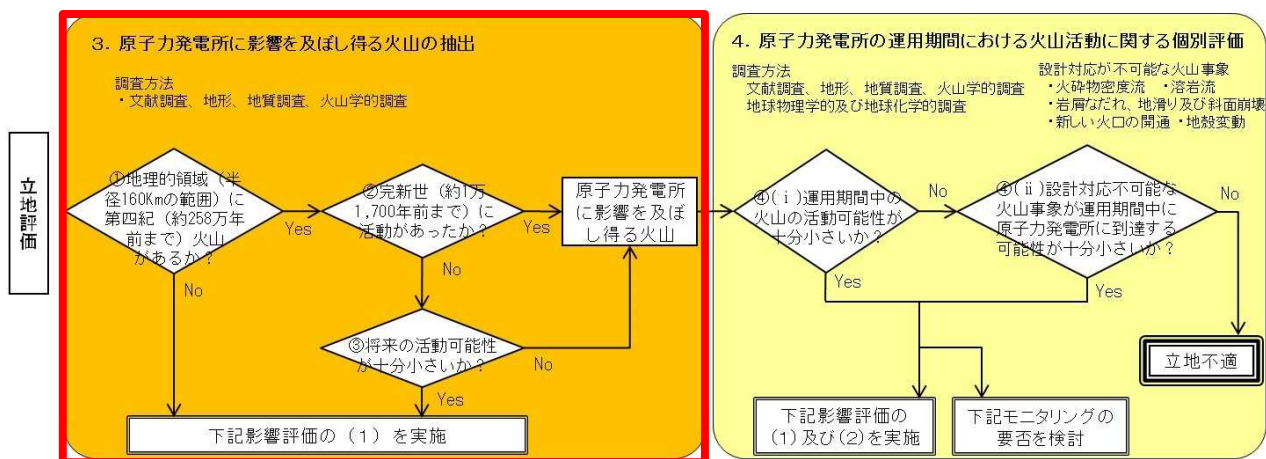 立地評価
3. 原子力発電所に影響を及ぼし得る火山の抽出
調査方法
・文献調査、地形、地質調査、火山学的調査
①地理的領域（半
径160Kmの範囲）に
第四紀（約258万年
前まで）火山
があるか？
Yes
No
②完新世（約1万
1,700年前まで）に
活動があったか？
Yes
No
③将来の活動可能性
が十分小さいか？
No
Yes
原子力発電所
に影響を及ぼ
し得る火山
下記影響評価の（1）を実施
4. 原子力発電所の運用期間における火山活動に関する個別評価
調査方法
文献調査、地形、地質調査、火山学的調査
地球物理学的及び地球化学的調査
設計対応が不可能な火山事象
・火砕物密度流 ・溶岩流
・岩屑なだれ、地滑り及び斜面崩壊
・新しい火口の開通 ・地殻変動
④(ⅰ)運用期間中の
火山の活動可能性が
十分小さいか？
No
Yes
④(ⅱ)設計対応不可能な
火山事象が運用期間中に
原子力発電所に到達する
可能性が十分小さいか？
No
Yes
立地不適
下記影響評価の
（1）及び（2）を実施
下記モニタリングの
要否を検討